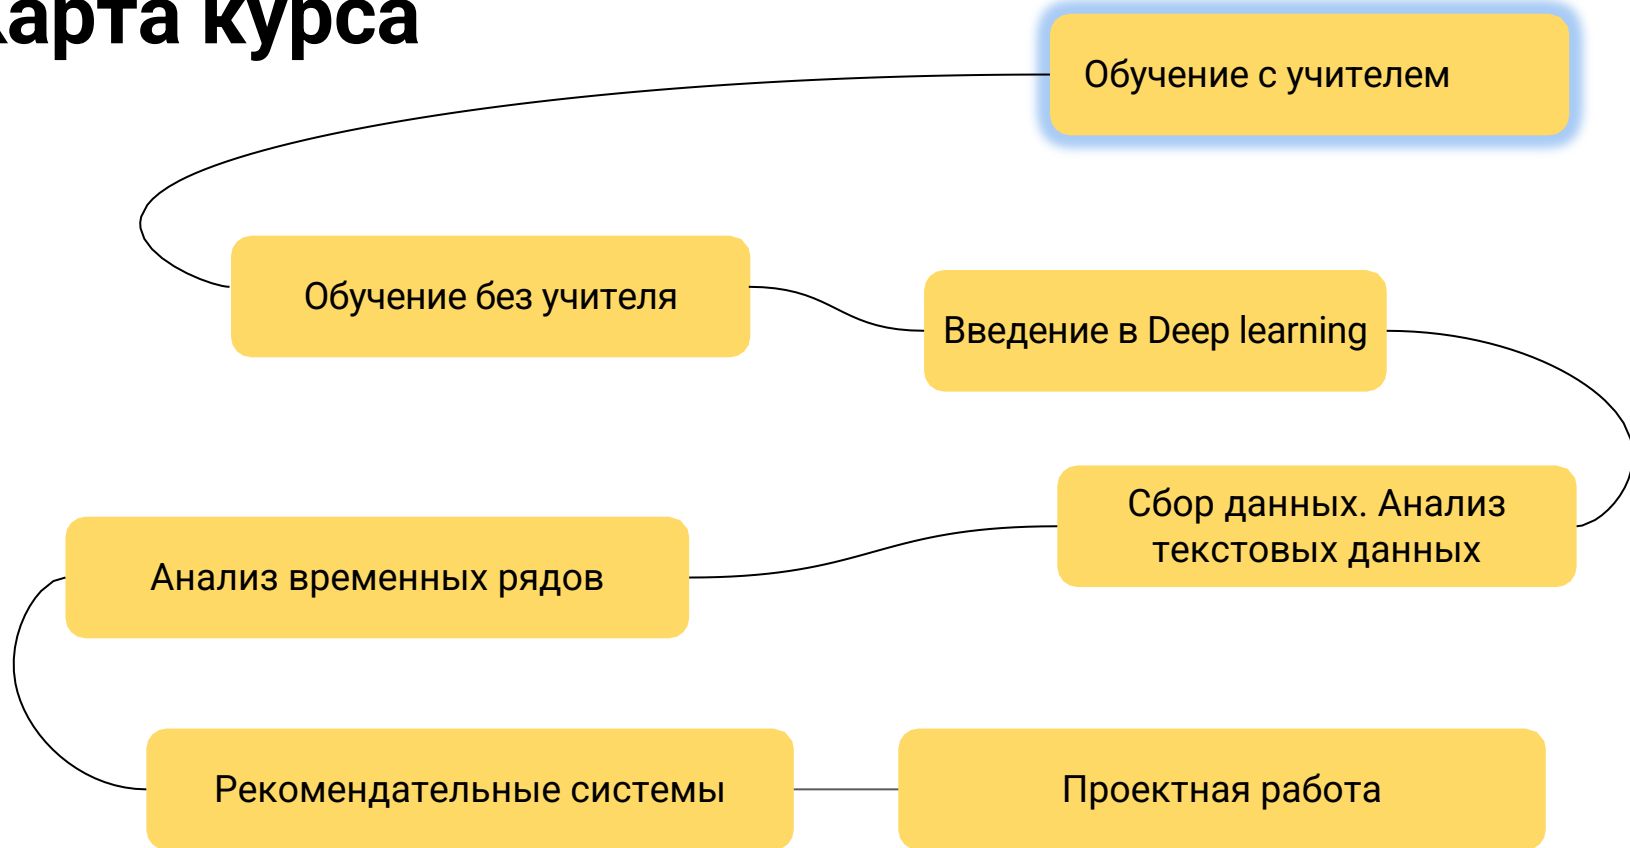 карта курса
Обучение с учителем
Обучение без учителя
Введение в Deep learning
Сбор данных. Анализ
текстовых данных
Анализ временных рядов
Рекомендательные системы
Проектная работа